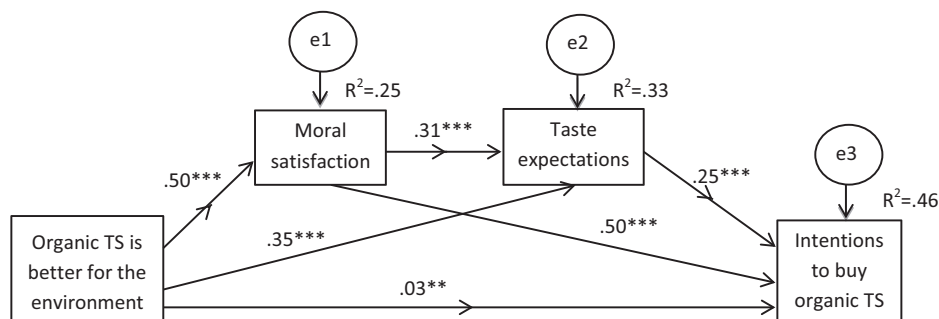 e1
e2
R²=.25
R²=.33
Moral
satisfaction
.31***
Taste
expectations
e3
.50***
.25***
R²=.46
Organic TS is
better for the
environment
.35***
.50***
Intentions
to buy
organic TS
.03**